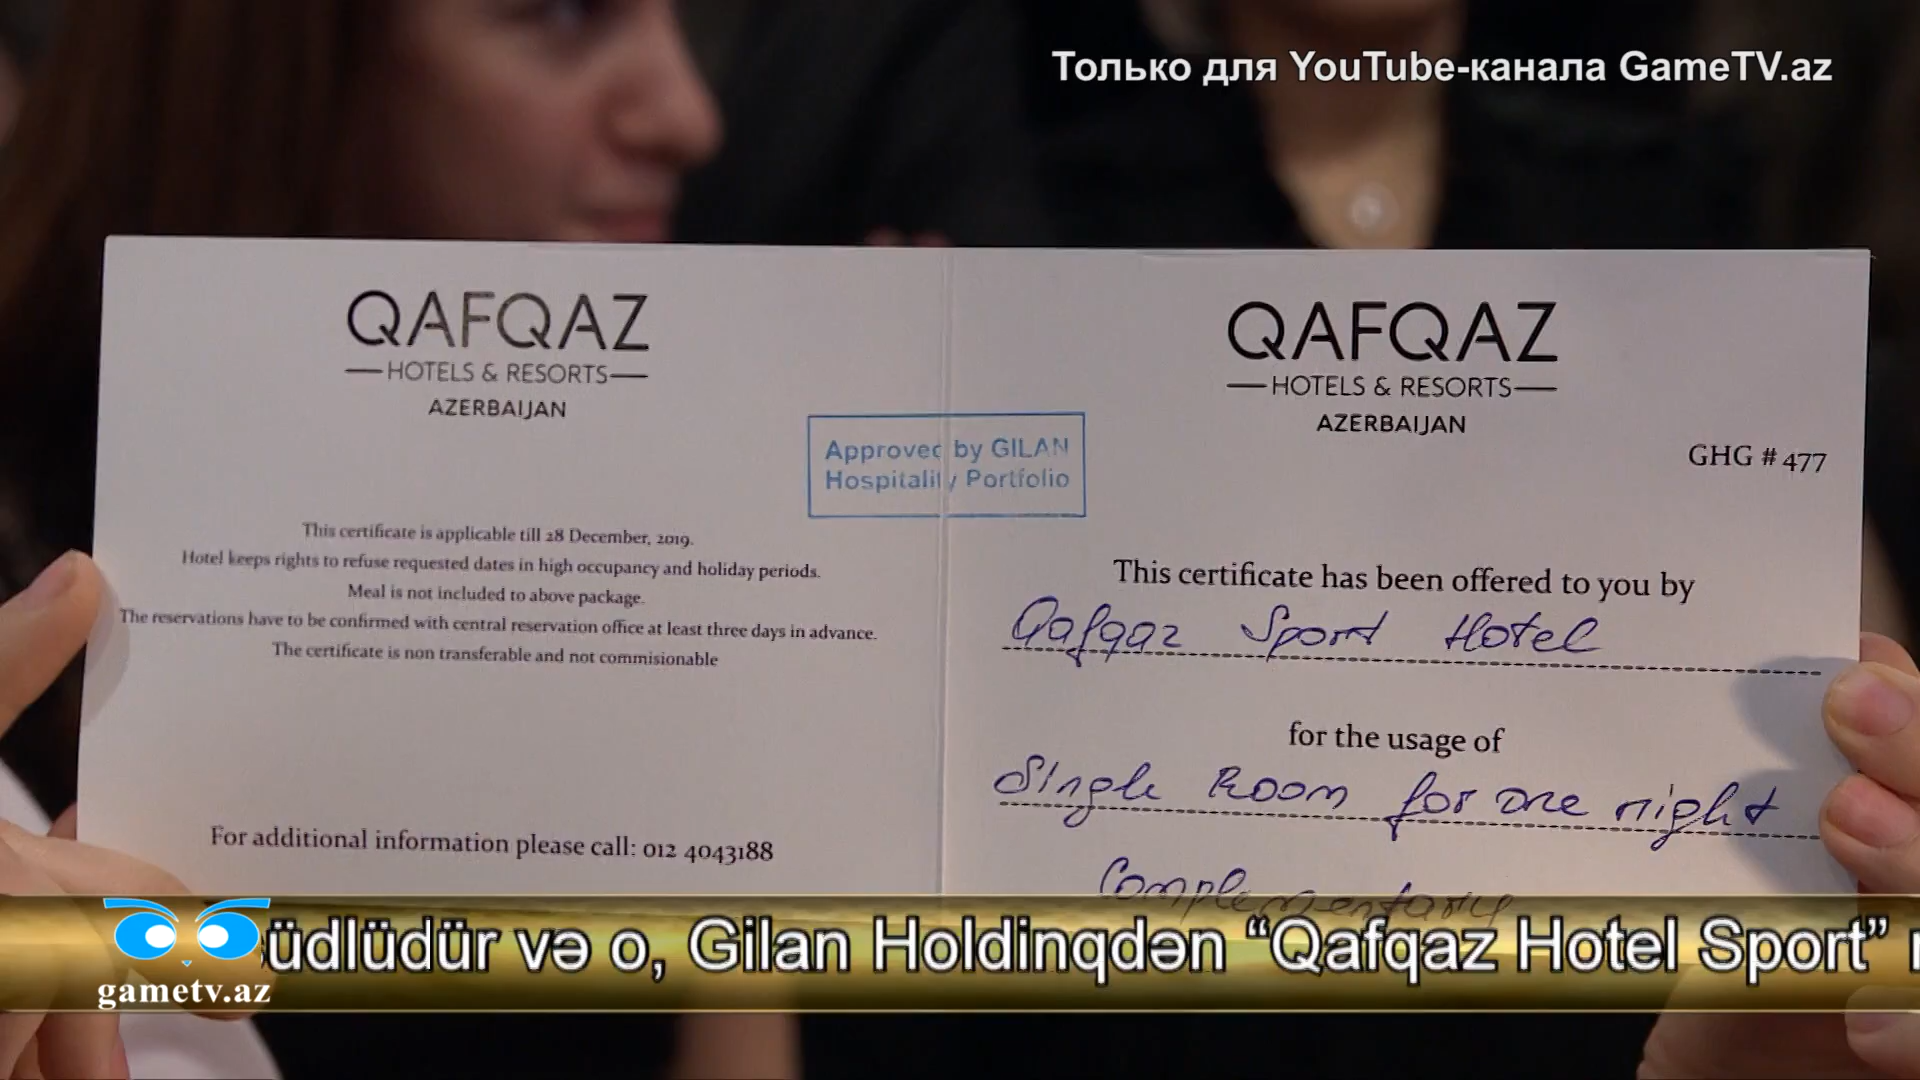 Только для YouTube-канала GameTV.az
QAFQAZ
HOTELS & RESORTS
AZERBAIJAN
This certificate is applicable till 28 December, 2019.
Hotel keeps rights to refuse requested dates in high occupancy and holiday periods.
Meal is not included to above package.
The reservations have to be confirmed with central reservation office at least three days in advance.
The certificate is non transferable and not commisionable
For additional information please call: 012 4043188
Approved by GILAN
Hospitality Portfolio
QAFQAZ
HOTELS & RESORTS
AZERBAIJAN
GHG # 477
This certificate has been offered to you by
Qafqaz Sport Hotel
for the usage of
Single Room for one night
Complementary
üdlüdür və o, Gilan Holdinqdən “Qafqaz Hotel Sport”
gametv.az